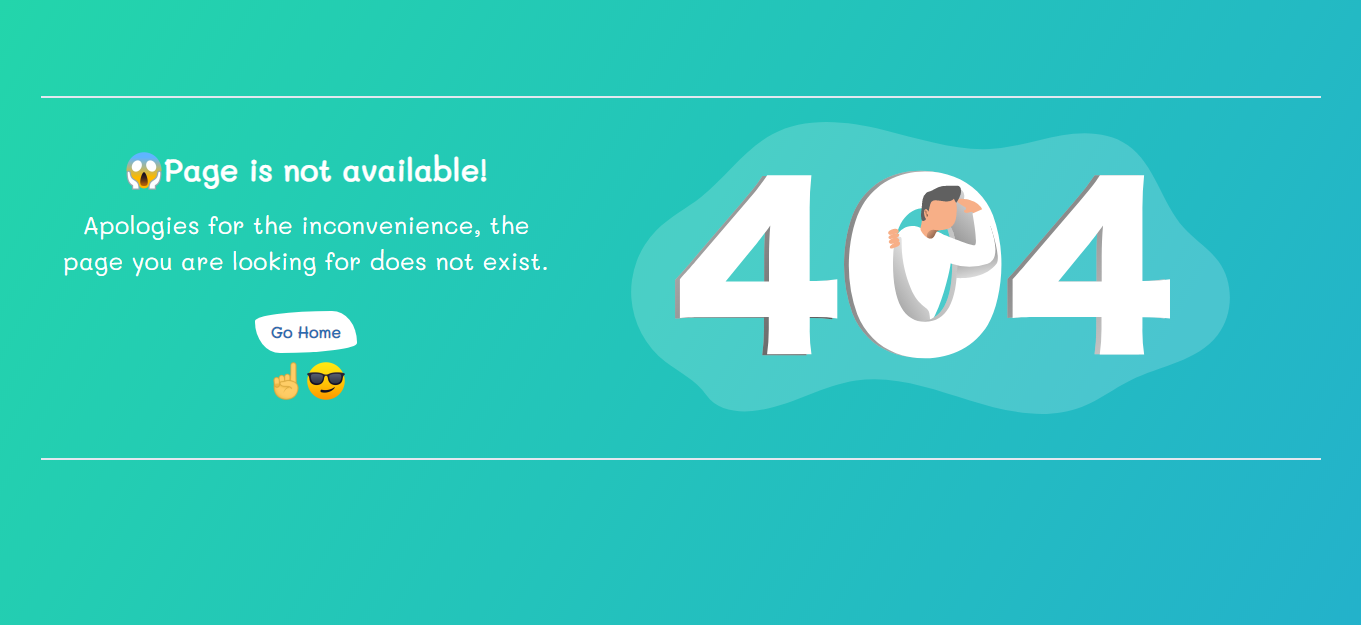 😱Page is not available!
Apologies for the inconvenience, the
page you are looking for does not exist.
Go Home
☝😎
404